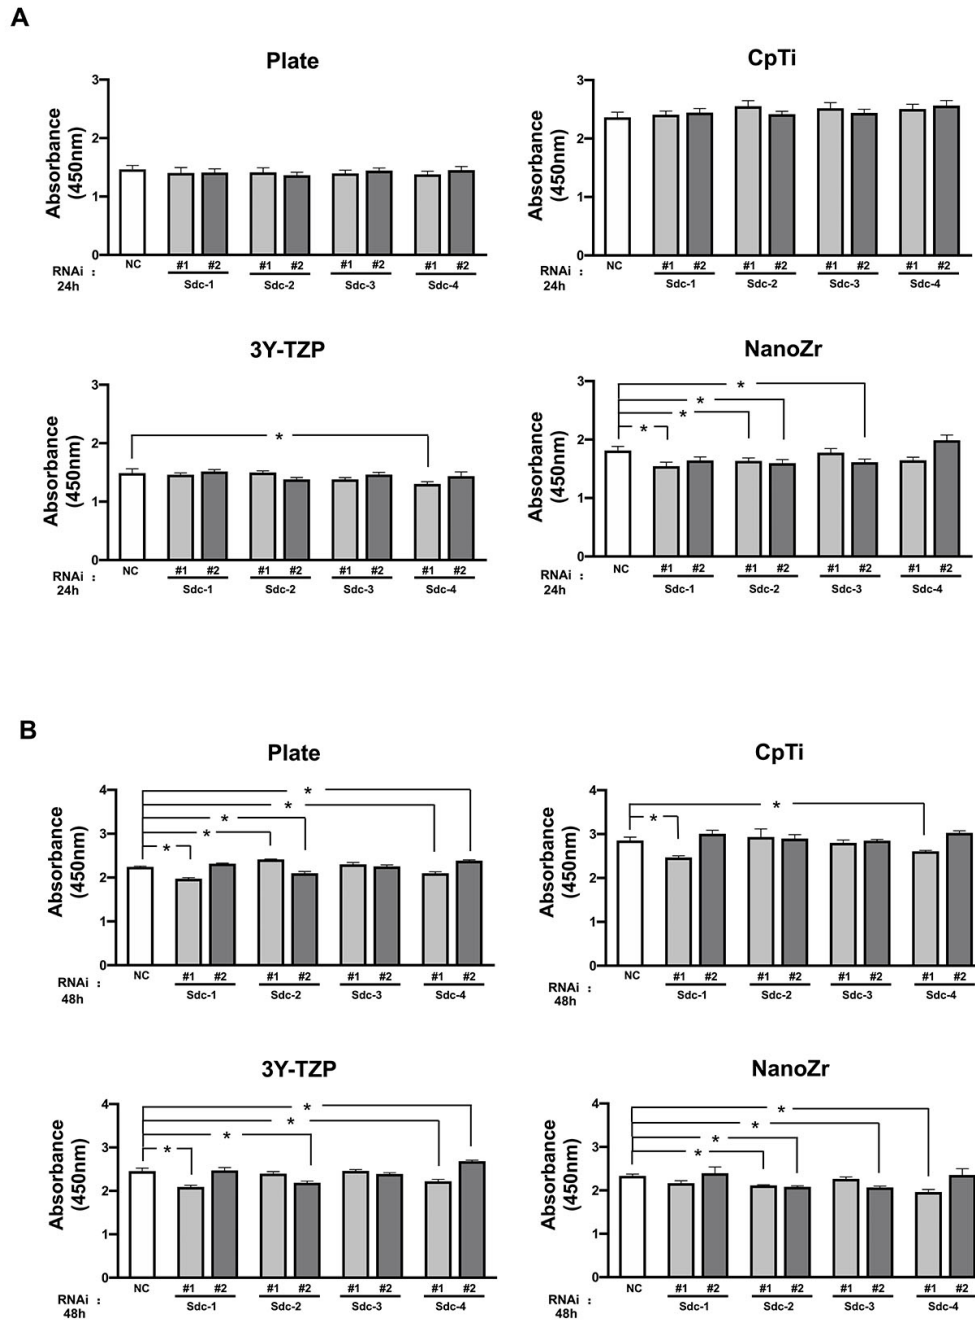 A
Plate
CpTi
Absorbance
(450nm)
3
2
1
0
NC #1 #2 #1 #2 #1 #2 #1 #2
RNAi :
24h
Sdc-1 Sdc-2 Sdc-3 Sdc-4
Absorbance
(450nm)
3
2
1
0
NC #1 #2 #1 #2 #1 #2 #1 #2
RNAi :
24h
Sdc-1 Sdc-2 Sdc-3 Sdc-4
3Y-TZP
NanoZr
Absorbance
(450nm)
3
2
1
0
*
NC #1 #2 #1 #2 #1 #2 #1 #2
RNAi :
24h
Sdc-1 Sdc-2 Sdc-3 Sdc-4
Absorbance
(450nm)
3
2
1
0
*
*
*
*
NC #1 #2 #1 #2 #1 #2 #1 #2
RNAi :
24h
Sdc-1 Sdc-2 Sdc-3 Sdc-4
B
Plate
CpTi
Absorbance
(450nm)
4
3
2
1
0
*
*
*
*
*
NC #1 #2 #1 #2 #1 #2 #1 #2
RNAi :
48h
Sdc-1 Sdc-2 Sdc-3 Sdc-4
Absorbance
(450nm)
4
3
2
1
0
* *
NC #1 #2 #1 #2 #1 #2 #1 #2
RNAi :
48h
Sdc-1 Sdc-2 Sdc-3 Sdc-4
3Y-TZP
NanoZr
Absorbance
(450nm)
4
3
2
1
0
*
*
*
*
NC #1 #2 #1 #2 #1 #2 #1 #2
RNAi :
48h
Sdc-1 Sdc-2 Sdc-3 Sdc-4
Absorbance
(450nm)
4
3
2
1
0
*
*
*
*
NC #1 #2 #1 #2 #1 #2 #1 #2
RNAi :
48h
Sdc-1 Sdc-2 Sdc-3 Sdc-4